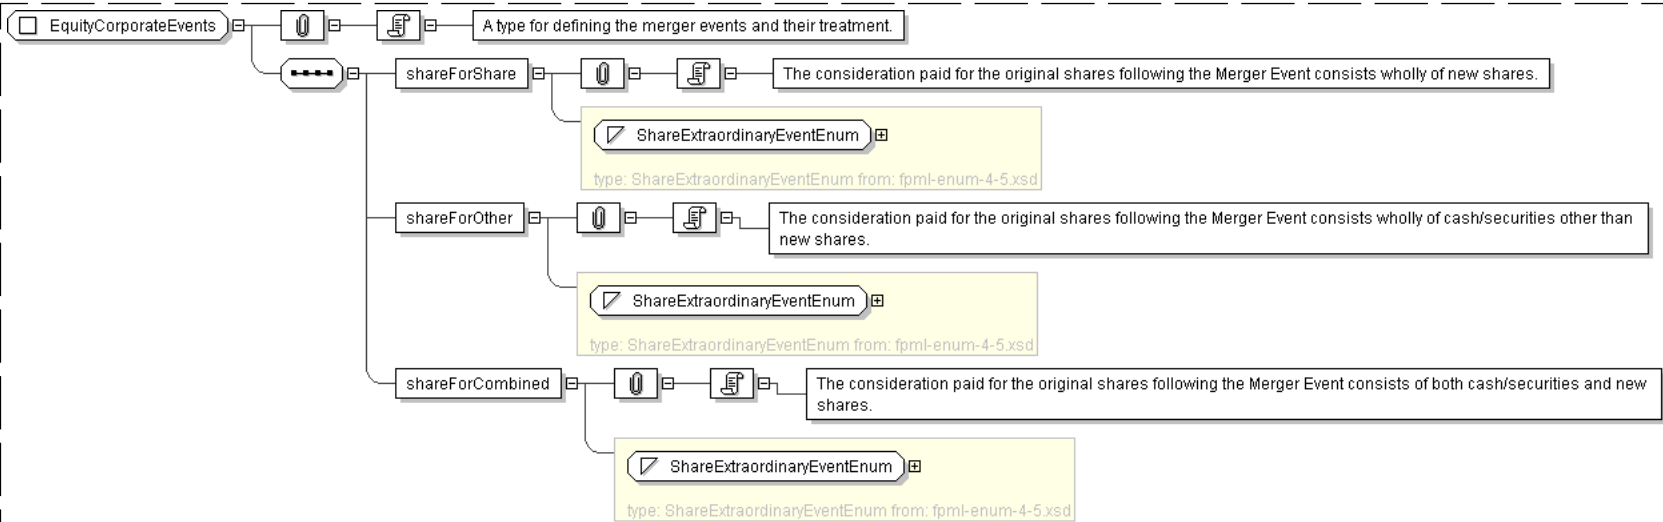 EquityCorporateEvents
A type for defining the merger events and their treatment.
shareForShare
The consideration paid for the original shares following the Merger Event consists wholly of new shares.
ShareExtraordinaryEventEnum
type: ShareExtraordinaryEventEnum from: fpml-enum-4-5.xsd
shareForOther
The consideration paid for the original shares following the Merger Event consists wholly of cash/securities other than
new shares.
ShareExtraordinaryEventEnum
type: ShareExtraordinaryEventEnum from: fpml-enum-4-5.xsd
shareForCombined
The consideration paid for the original shares following the Merger Event consists of both cash/securities and new
shares.
ShareExtraordinaryEventEnum
type: ShareExtraordinaryEventEnum from: fpml-enum-4-5.xsd